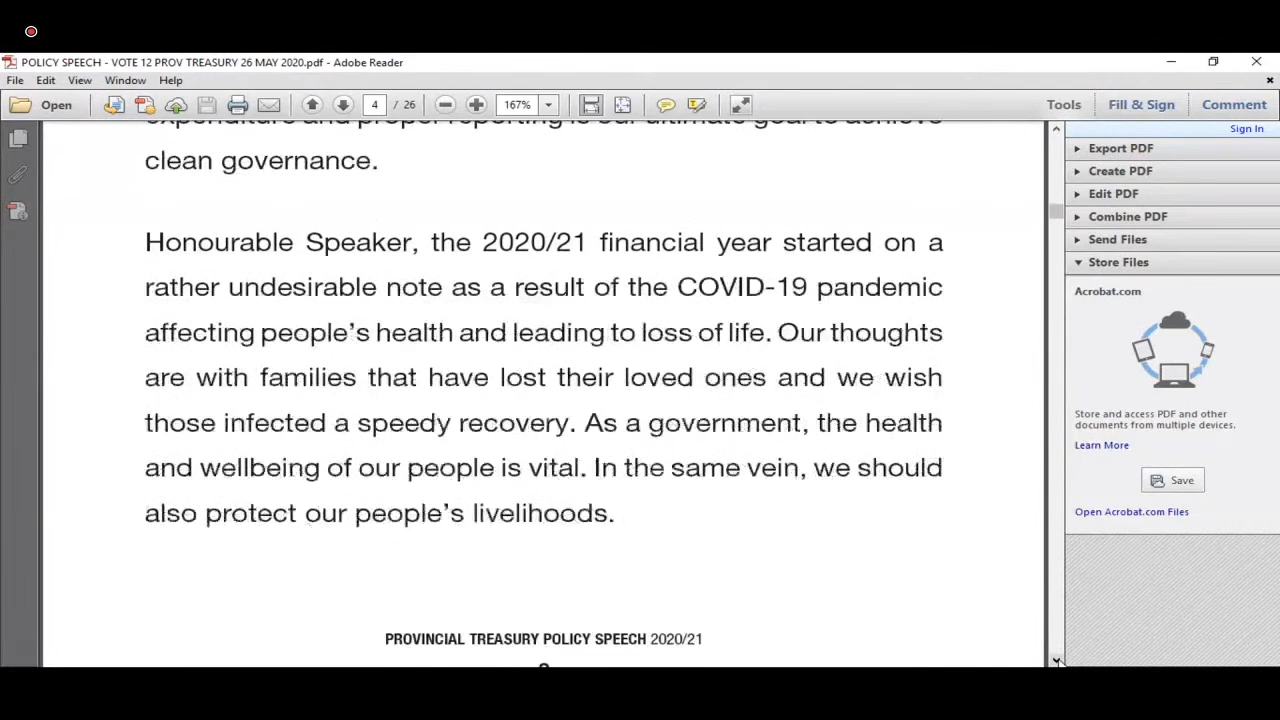 POLICY SPEECH - VOTE 12 PROV TREASURY 26 MAY 2020.pdf - Adobe Reader
File Edit View Window Help
Open 4 / 26 167% Tools Fill & Sign Comment
Sign In
expenditure and proper reporting is our ultimate goal to achieve
clean governance.
Honourable Speaker, the 2020/21 financial year started on a
rather undesirable note as a result of the COVID-19 pandemic
affecting people's health and leading to loss of life. Our thoughts
are with families that have lost their loved ones and we wish
those infected a speedy recovery. As a government, the health
and wellbeing of our people is vital. In the same vein, we should
also protect our people's livelihoods.
PROVINCIAL TREASURY POLICY SPEECH 2020/21
Export PDF
Create PDF
Edit PDF
Combine PDF
Send Files
Store Files
Acrobat.com
Store and access PDF and other
documents from multiple devices.
Learn More
Save
Open Acrobat.com Files